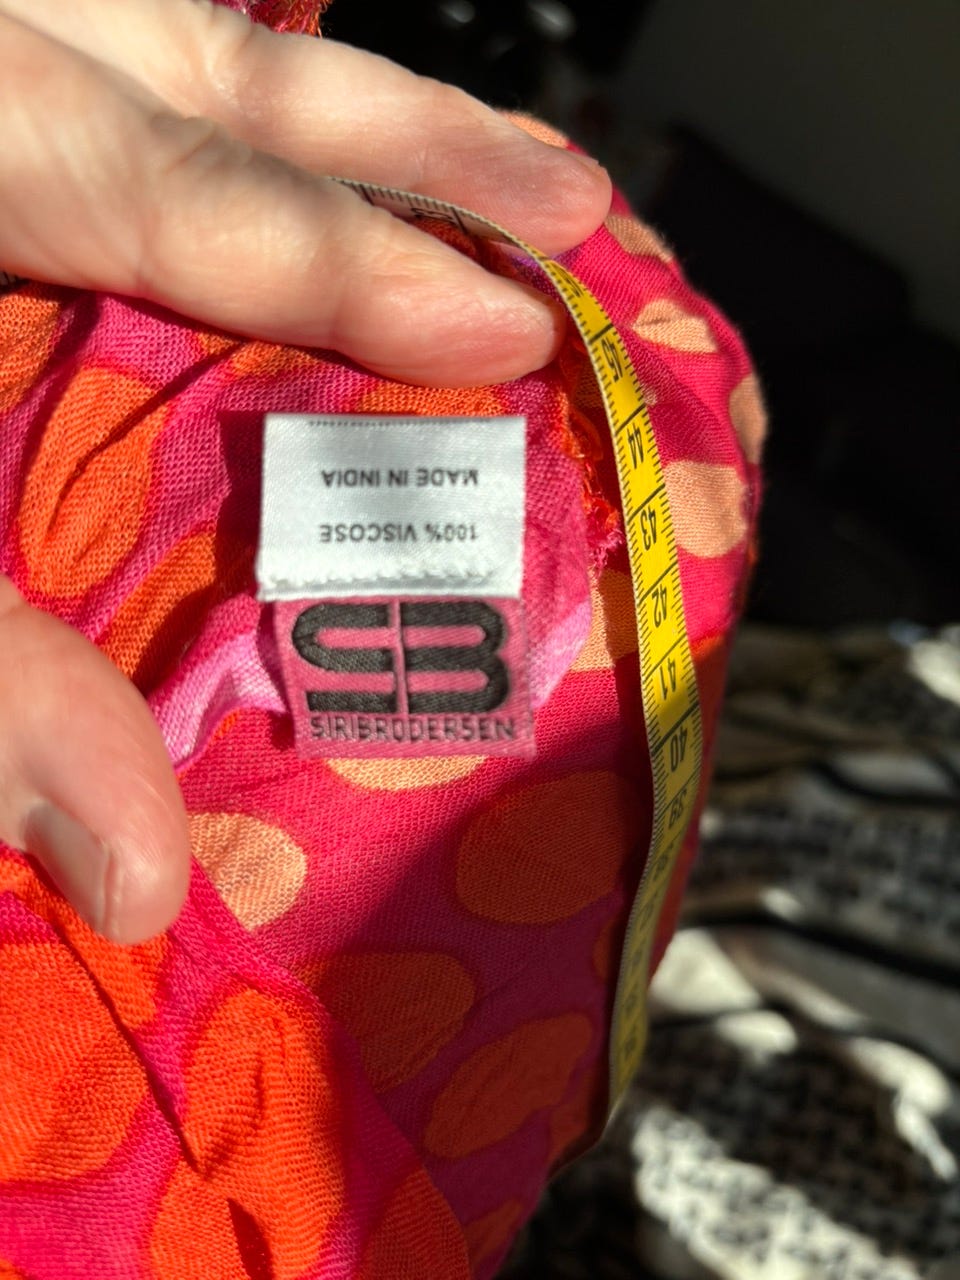 100% VISCOSE
MADE IN INDIA
SB
SIRIBRODERSEN
45
44
43
42
41
40
39